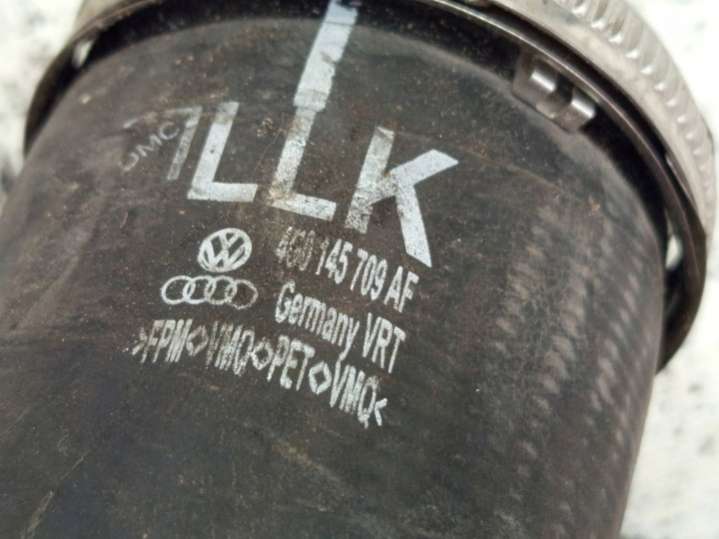 LLK
4G0 145 709 AF
Germany VRT
>FPM◇VMQ◇PET◇VMQ<